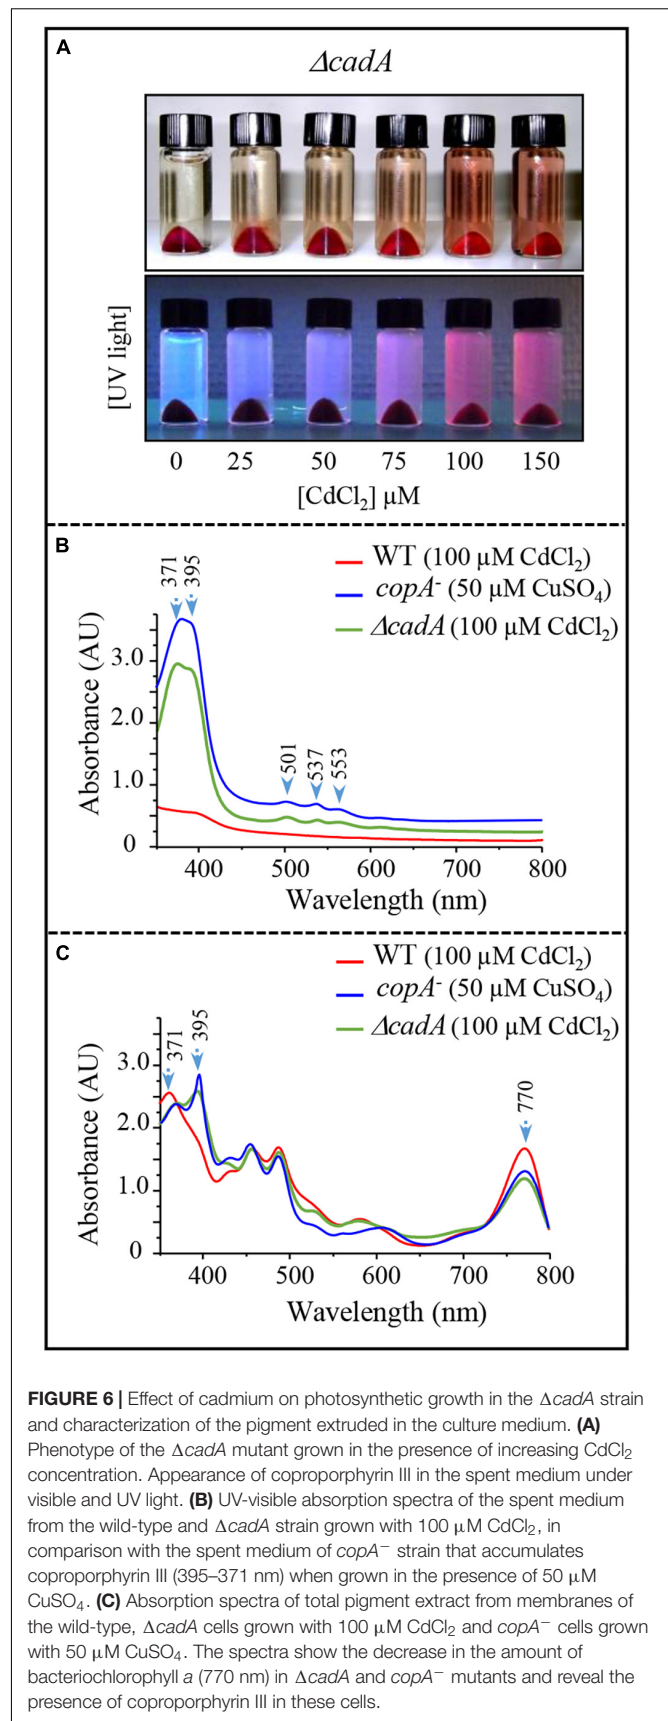 A
ΔcadA
[UV light]
0 25 50 75 100 150
[CdCl2] μM
B
371
395
WT (100 μM CdCl2)
copA- (50 μM CuSO4)
ΔcadA (100 μM CdCl2)
3.0
2.0
1.0
0
Absorbance (AU)
501
537
553
400 500 600 700 800
Wavelength (nm)
C
371
395
WT (100 μM CdCl2)
copA- (50 μM CuSO4)
ΔcadA (100 μM CdCl2)
3.0
2.0
1.0
0
Absorbance (AU)
770
400 500 600 700 800
Wavelength (nm)
FIGURE 6 | Effect of cadmium on photosynthetic growth in the ΔcadA strain
and characterization of the pigment extruded in the culture medium. (A)
Phenotype of the ΔcadA mutant grown in the presence of increasing CdCl2
concentration. Appearance of coproporphyrin III in the spent medium under
visible and UV light. (B) UV-visible absorption spectra of the spent medium
from the wild-type and ΔcadA strain grown with 100 μM CdCl2, in
comparison with the spent medium of copA− strain that accumulates
coproporphyrin III (395–371 nm) when grown in the presence of 50 μM
CuSO4. (C) Absorption spectra of total pigment extract from membranes of
the wild-type, ΔcadA cells grown with 100 μM CdCl2 and copA− cells grown
with 50 μM CuSO4. The spectra show the decrease in the amount of
bacteriochlorophyll a (770 nm) in ΔcadA and copA− mutants and reveal the
presence of coproporphyrin III in these cells.